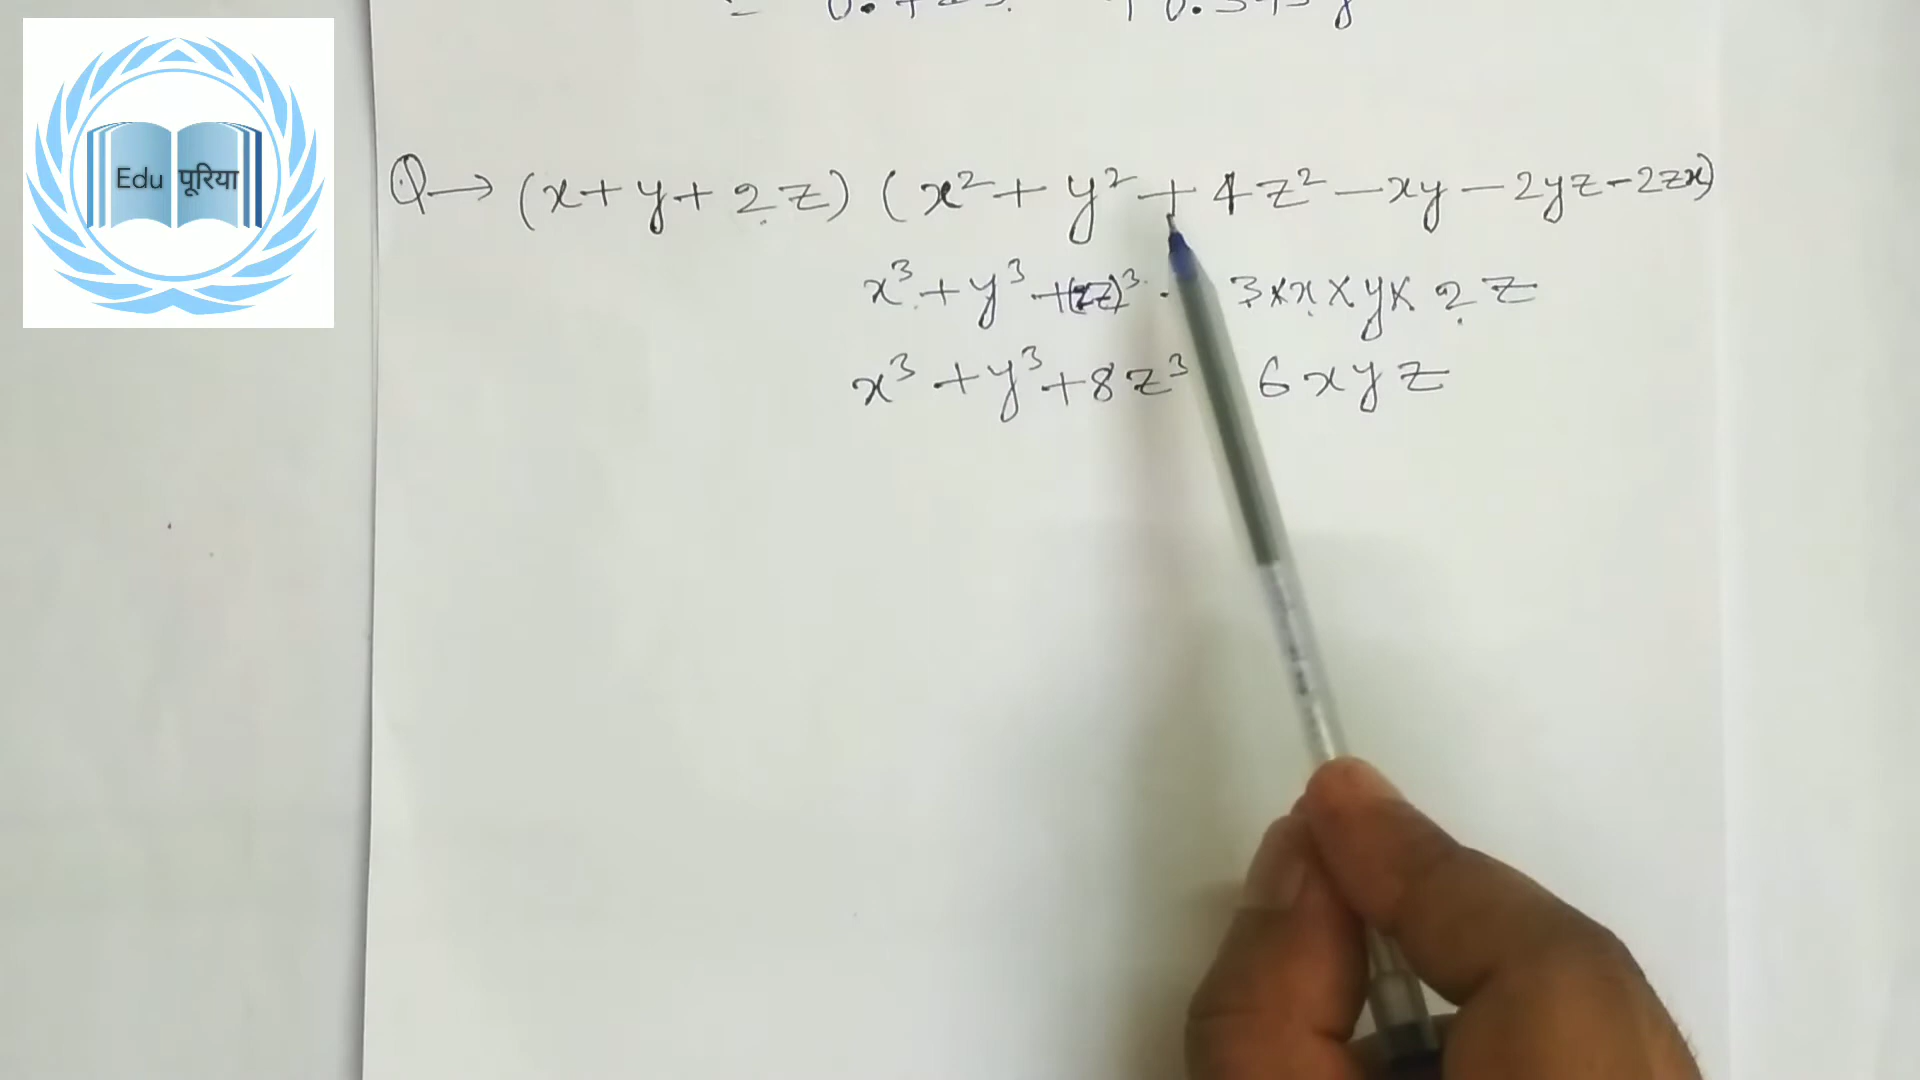 Edu पूरिया
Q→ (x+y+2z) (x²+y²+4z²-xy-2yz-2zx)
x³+y³+(2z)³ 3×x×y×2z
x³+y³+8z³ 6xyz